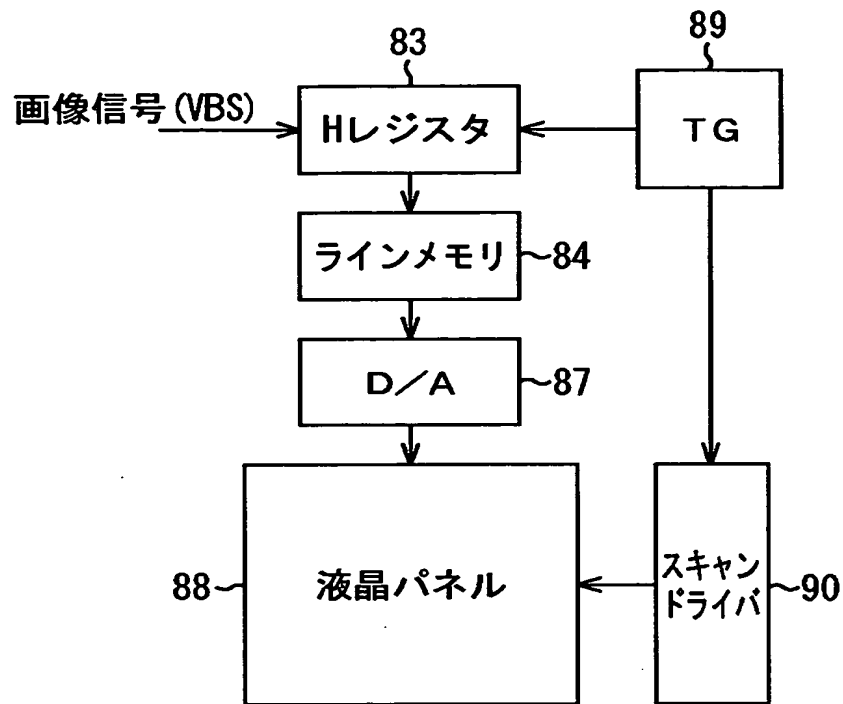 83
89
画像信号(VBS)
Hレジスタ
TG
ラインメモリ
84
D/A
87
88
液晶パネル
スキャン
ドライバ
90